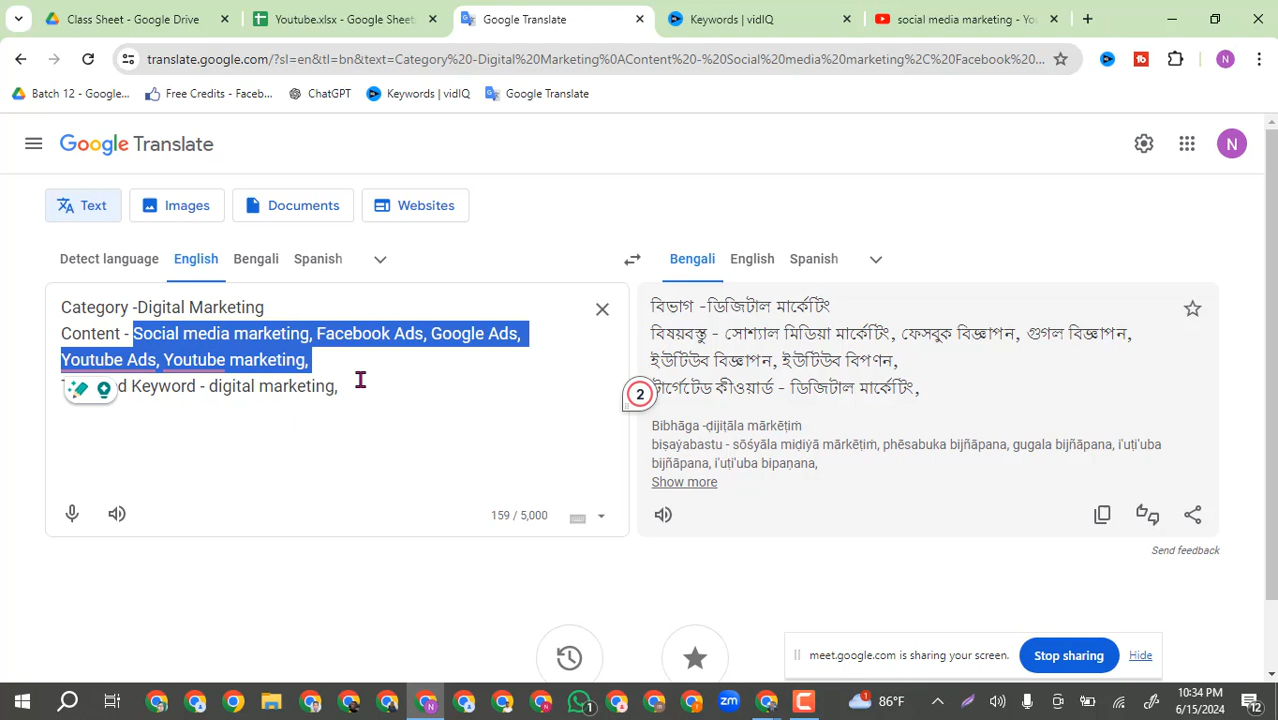 Class Sheet - Google Drive
Youtube.xlsx - Google Sheet
Google Translate
Keywords | vidIQ
social media marketing - Yo
translate.google.com/?sl=en&tl=bn&text=Category%20-Digital%20Marketing%0AContent%20-%20Social%20media%20marketing%2C%20Facebook%20...
N
Batch 12 - Google...
Free Credits - Faceb...
ChatGPT
Keywords | vidIQ
Google Translate
Google Translate
N
Text
Images
Documents
Websites
Detect language
English
Bengali
Spanish
Bengali
English
Spanish
Category -Digital Marketing
Content - Social media marketing, Facebook Ads, Google Ads,
Youtube Ads, Youtube marketing,
d Keyword - digital marketing,
159 / 5,000
বিভাগ -ডিজিটাল মার্কেটিং
বিষয়বস্তু - সোশ্যাল মিডিয়া মার্কেটিং, ফেসবুক বিজ্ঞাপন, গুগল বিজ্ঞাপন,
ইউটিউব বিজ্ঞাপন, ইউটিউব বিপণন,
টার্গেটেড কীওয়ার্ড - ডিজিটাল মার্কেটিং,
2
Bibhāga -ḍijiṭāla mārkēṭiṁ
biṣaẏabastu - sōśyāla miḍiẏā mārkēṭiṁ, phēsabuka bijñāpana, gugala bijñāpana, i'uṭi'uba
bijñāpana, i'uṭi'uba bipaṇana,
Show more
Send feedback
meet.google.com is sharing your screen.
Stop sharing
Hide
1
zm
1
86°F
10:34 PM
6/15/2024
12